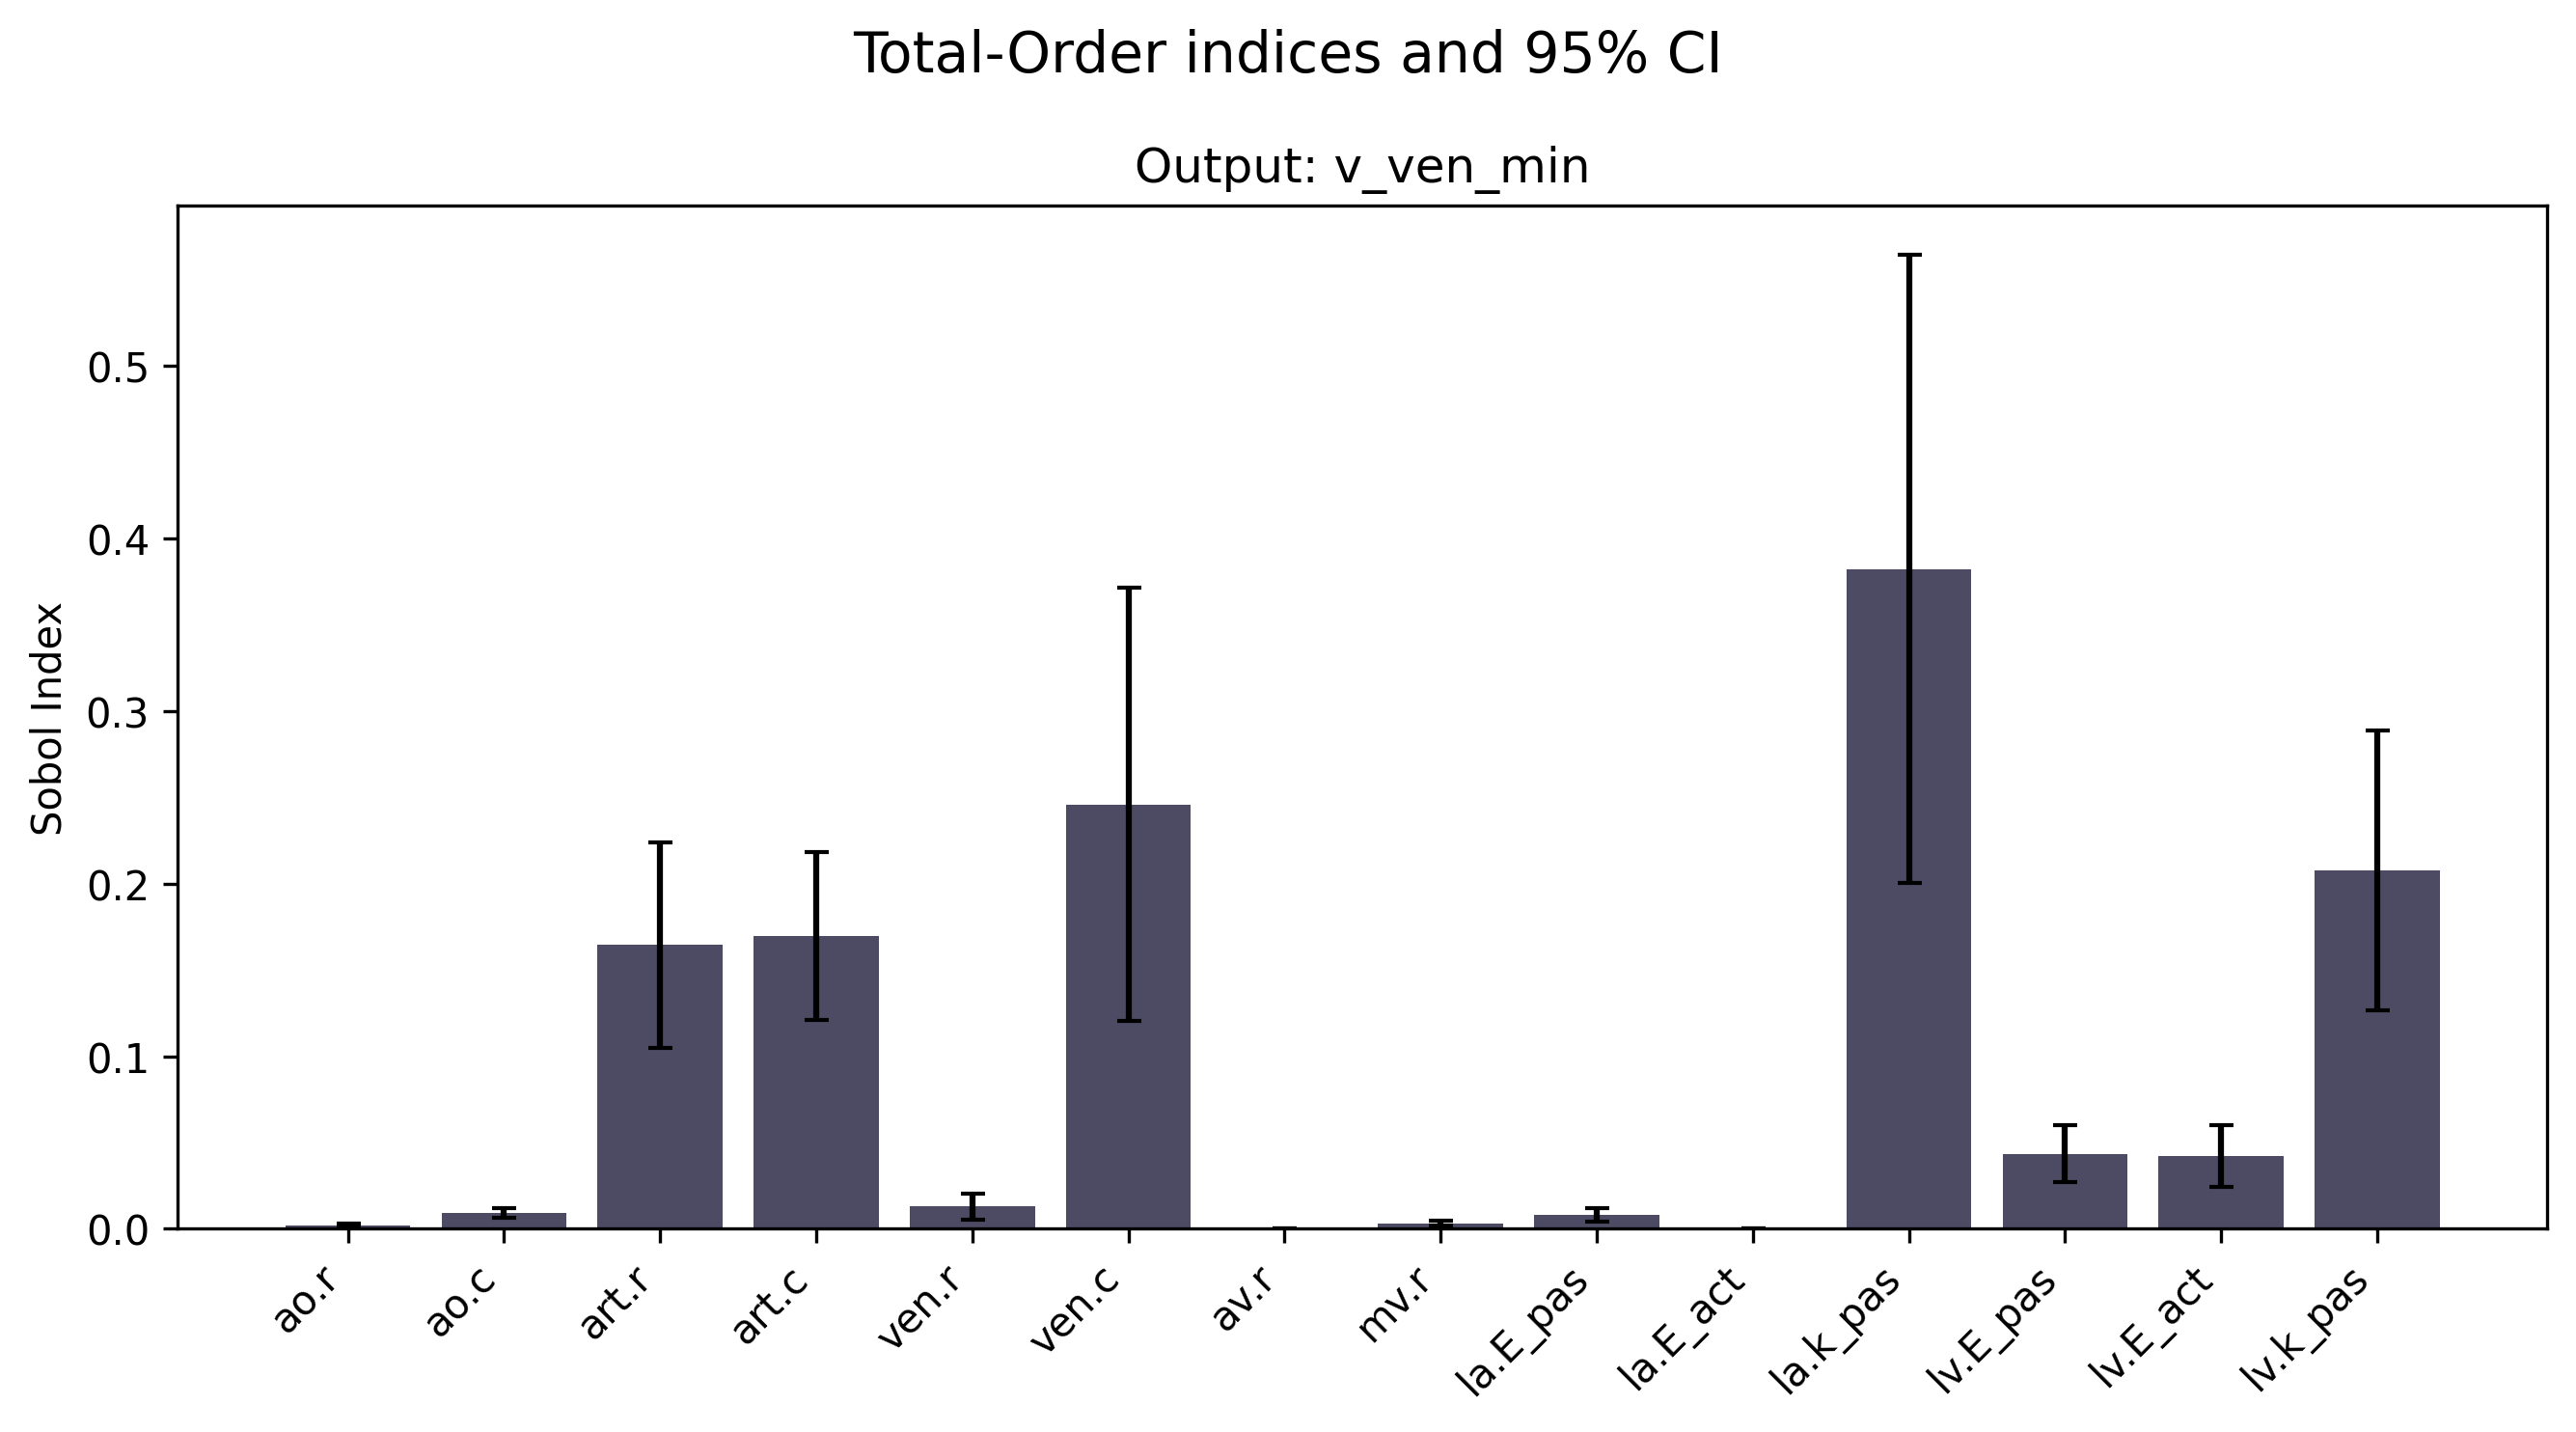 Total-Order indices and 95% CI
Output: v_ven_min
Sobol Index
0.5
0.4
0.3
0.2
0.1
0.0
ao.r
ao.c
art.r
art.c
ven.r
ven.c
av.r
mv.r
la.E_pas
la.E_act
la.k_pas
lv.E_pas
lv.E_act
lv.k_pas